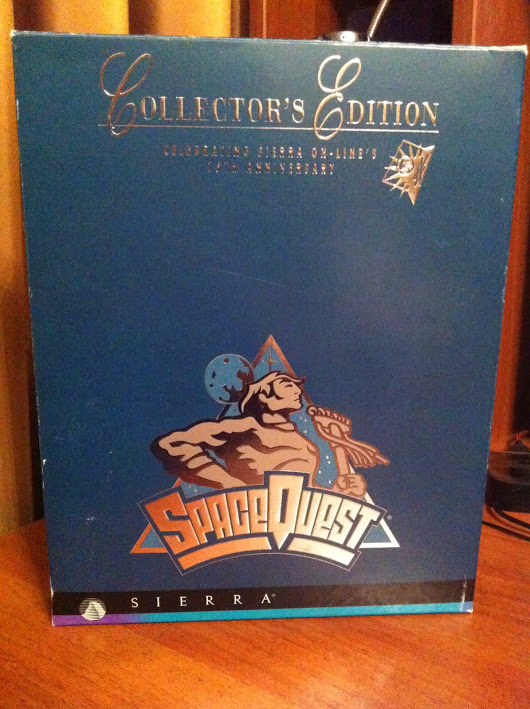 COLLECTOR'S EDITION
CELEBRATING SIERRA ON-LINE'S
ANNIVERSARY
SPACEQUEST®
SIERRA®